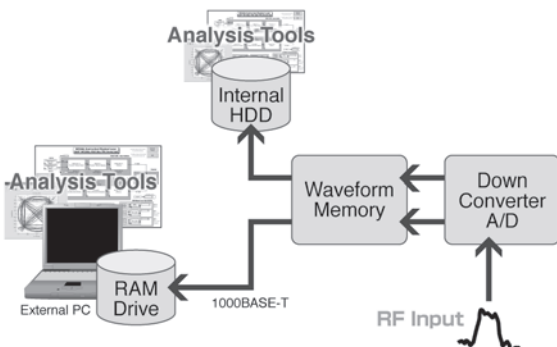 Analysis Tools
Internal
HDD
-Analysis Tools
Waveform
Memory
Down
Converter
A/D
RAM
Drive
External PC
1000BASE-T
RF Input